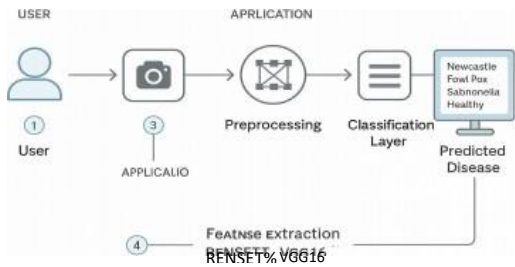 USER
APRLICATION
Newcastle
Fowl Pox
Sabnonella
Healthy
1
3
User
Preprocessing
Classification
Layer
Predicted
Disease
APPLICALIO
4
Feaᴛnse Extraction
RENSET% VGG16